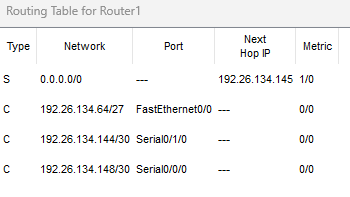 Routing Table for Router1
Type Network Port Next Hop IP Metric
S 0.0.0.0/0 --- 192.26.134.145 1/0
C 192.26.134.64/27 FastEthernet0/0 --- 0/0
C 192.26.134.144/30 Serial0/1/0 --- 0/0
C 192.26.134.148/30 Serial0/0/0 --- 0/0